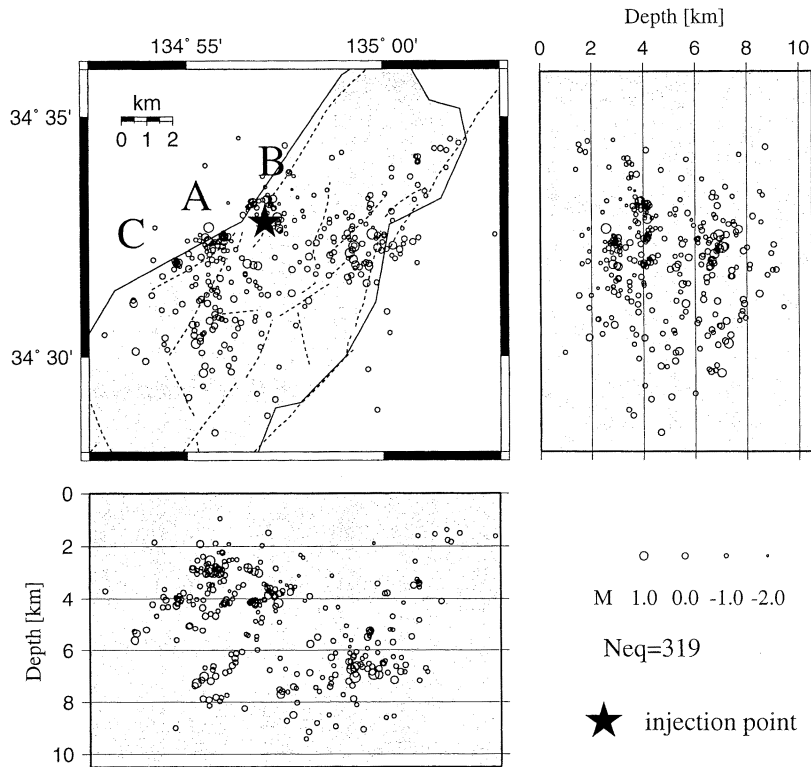 134° 55'
135° 00'
Depth [km]
0 2 4 6 8 10
34° 35'
34° 30'
km
0 1 2
A
B
C
0
2
4
6
8
10
Depth [km]
M 1.0 0.0 -1.0 -2.0
Neq=319
injection point